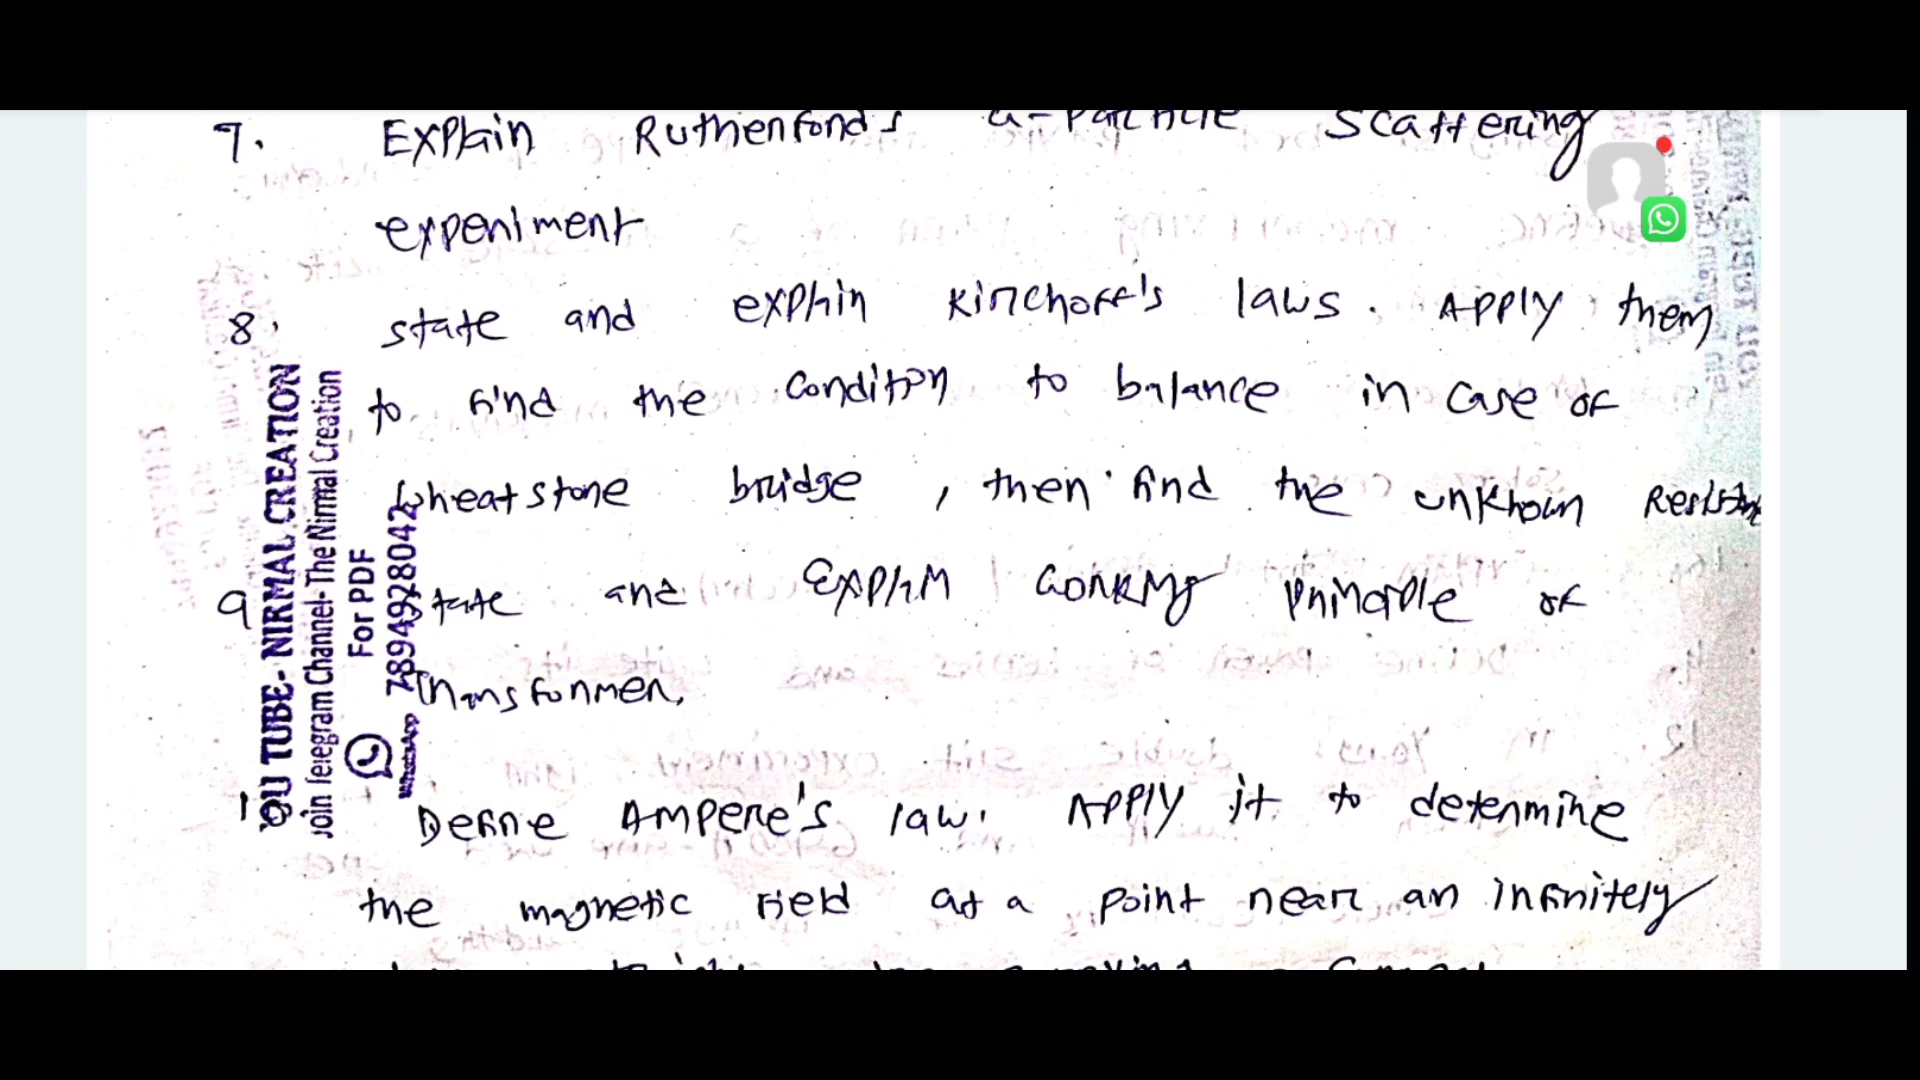 7. Explain Rutherford's α-particle scattering
experiment
8. state and explain Kirchoff's laws. Apply them
to find the condition to balance in case of
wheatstone bridge, then find the unknown
9 state and Explain working principle of
Transformer.
Define Ampere's law. Apply it to determine
the magnetic field at a point near an infinitely
YOU TUBE- NIRMAL CREATION
Join Telegram Channel- The Nirmal Creation
For PDF
WhatsApp 7894928042